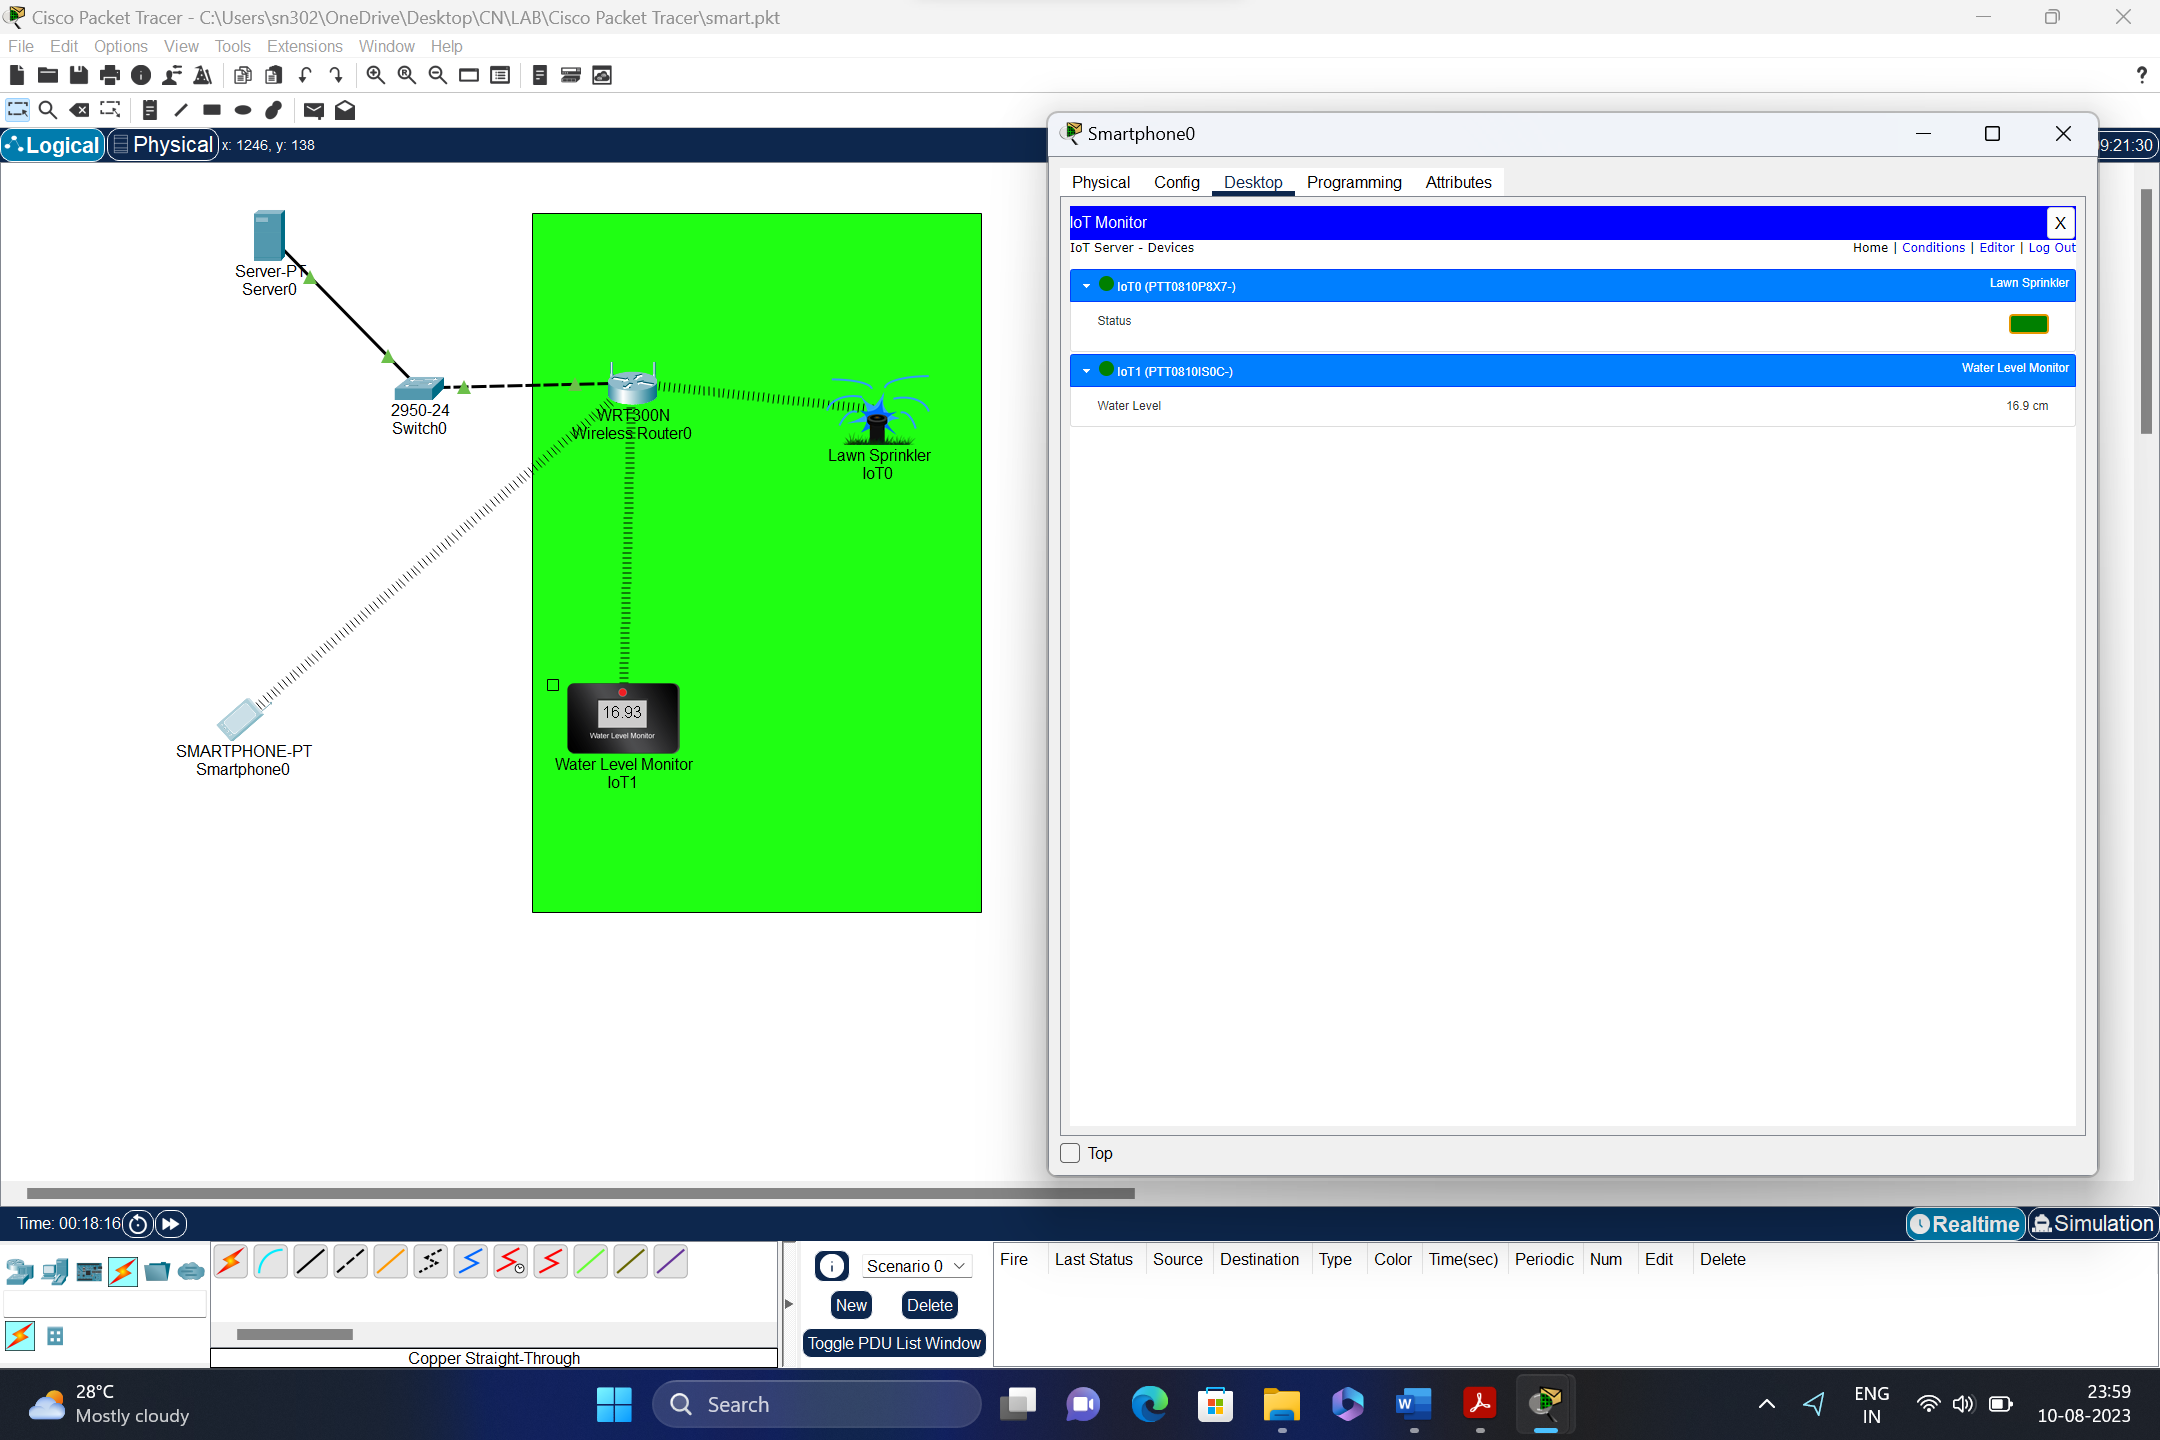 Cisco Packet Tracer - C:\Users\sn302\OneDrive\Desktop\CN\LAB\Cisco Packet Tracer\smart.pkt
File Edit Options View Tools Extensions Window Help
?
Logical Physical x: 1246, y: 138
9:21:30
Smartphone0
Physical Config Desktop Programming Attributes
IoT Monitor X
IoT Server - Devices Home | Conditions | Editor | Log Out
IoT0 (PTT0810P8X7-) Lawn Sprinkler
Status
IoT1 (PTT0810IS0C-) Water Level Monitor
Water Level 16.9 cm
Top
Server-PT
Server0
2950-24
Switch0
WRT300N
Wireless Router0
Lawn Sprinkler
IoT0
16.93
Water Level Monitor
Water Level Monitor
IoT1
SMARTPHONE-PT
Smartphone0
Time: 00:18:16
Realtime Simulation
Scenario 0
New Delete
Toggle PDU List Window
Fire Last Status Source Destination Type Color Time(sec) Periodic Num Edit Delete
Copper Straight-Through
28°C
Mostly cloudy
Search
ENG
IN
23:59
10-08-2023